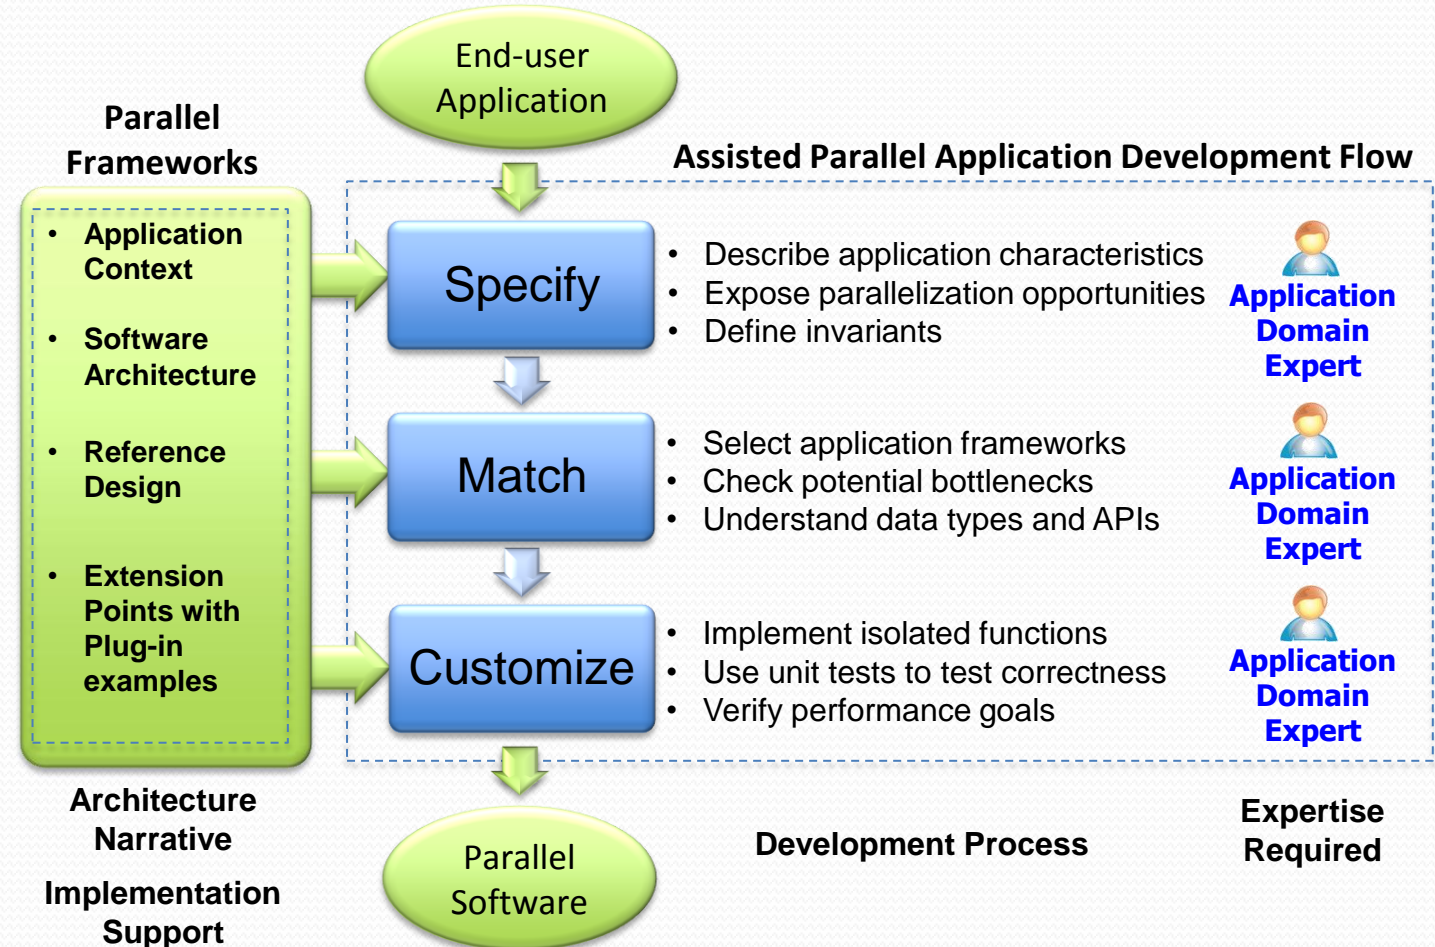 End-user
Application
Parallel
Frameworks
Assisted Parallel Application Development Flow
• Application
Context
• Software
Architecture
• Reference
Design
• Extension
Points with
Plug-in
examples
Specify
• Describe application characteristics
• Expose parallelization opportunities
• Define invariants
Application
Domain
Expert
Match
• Select application frameworks
• Check potential bottlenecks
• Understand data types and APIs
Application
Domain
Expert
Customize
• Implement isolated functions
• Use unit tests to test correctness
• Verify performance goals
Application
Domain
Expert
Architecture
Narrative
Implementation
Support
Parallel
Software
Development Process
Expertise
Required